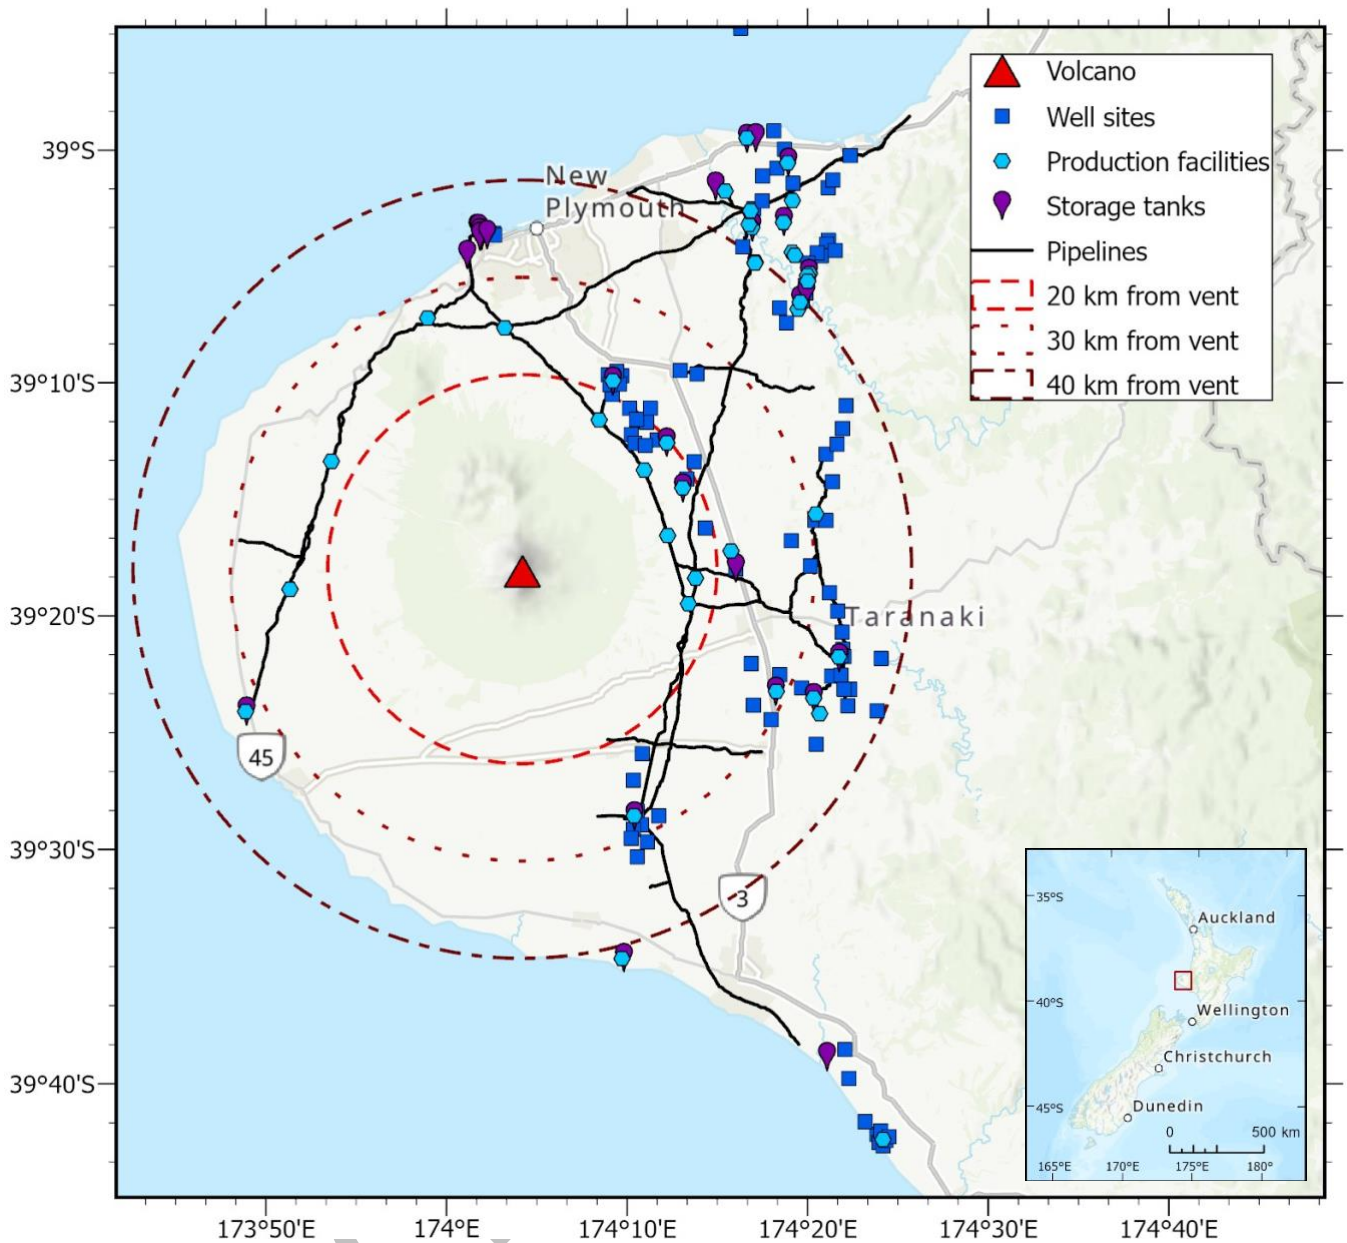 Volcano
Well sites
Production facilities
Storage tanks
Pipelines
20 km from vent
30 km from vent
40 km from vent
39°S
39°10'S
39°20'S
39°30'S
39°40'S
New
Plymouth
Taranaki
45
3
35°S
40°S
45°S
Auckland
Wellington
Christchurch
Dunedin
0 500 km
165°E 170°E 175°E 180°
173°50'E 174°E 174°10'E 174°20'E 174°30'E 174°40'E